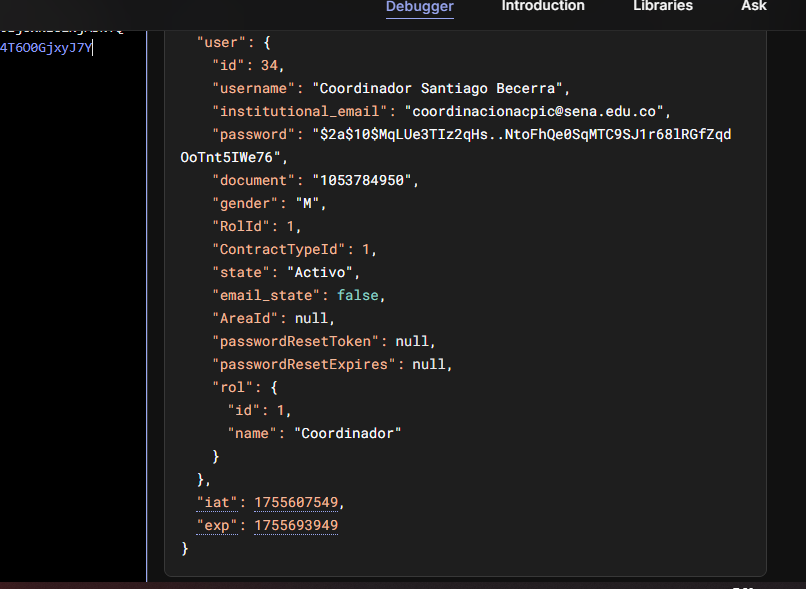 Debugger Introduction Libraries Ask
4T6O0GjxyJ7Y
"user": {
"id": 34,
"username": "Coordinador Santiago Becerra",
"institutional_email": "coordinacionacpic@sena.edu.co",
"password": "$2a$10$MqLUe3TIz2qHs..NtoFhQe0SqMTC9SJ1r68lRGfZqd
OoTnt5IWe76",
"document": "1053784950",
"gender": "M",
"RolId": 1,
"ContractTypeId": 1,
"state": "Activo",
"email_state": false,
"AreaId": null,
"passwordResetToken": null,
"passwordResetExpires": null,
"rol": {
"id": 1,
"name": "Coordinador"
}
},
"iat": 1755607549,
"exp": 1755693949
}